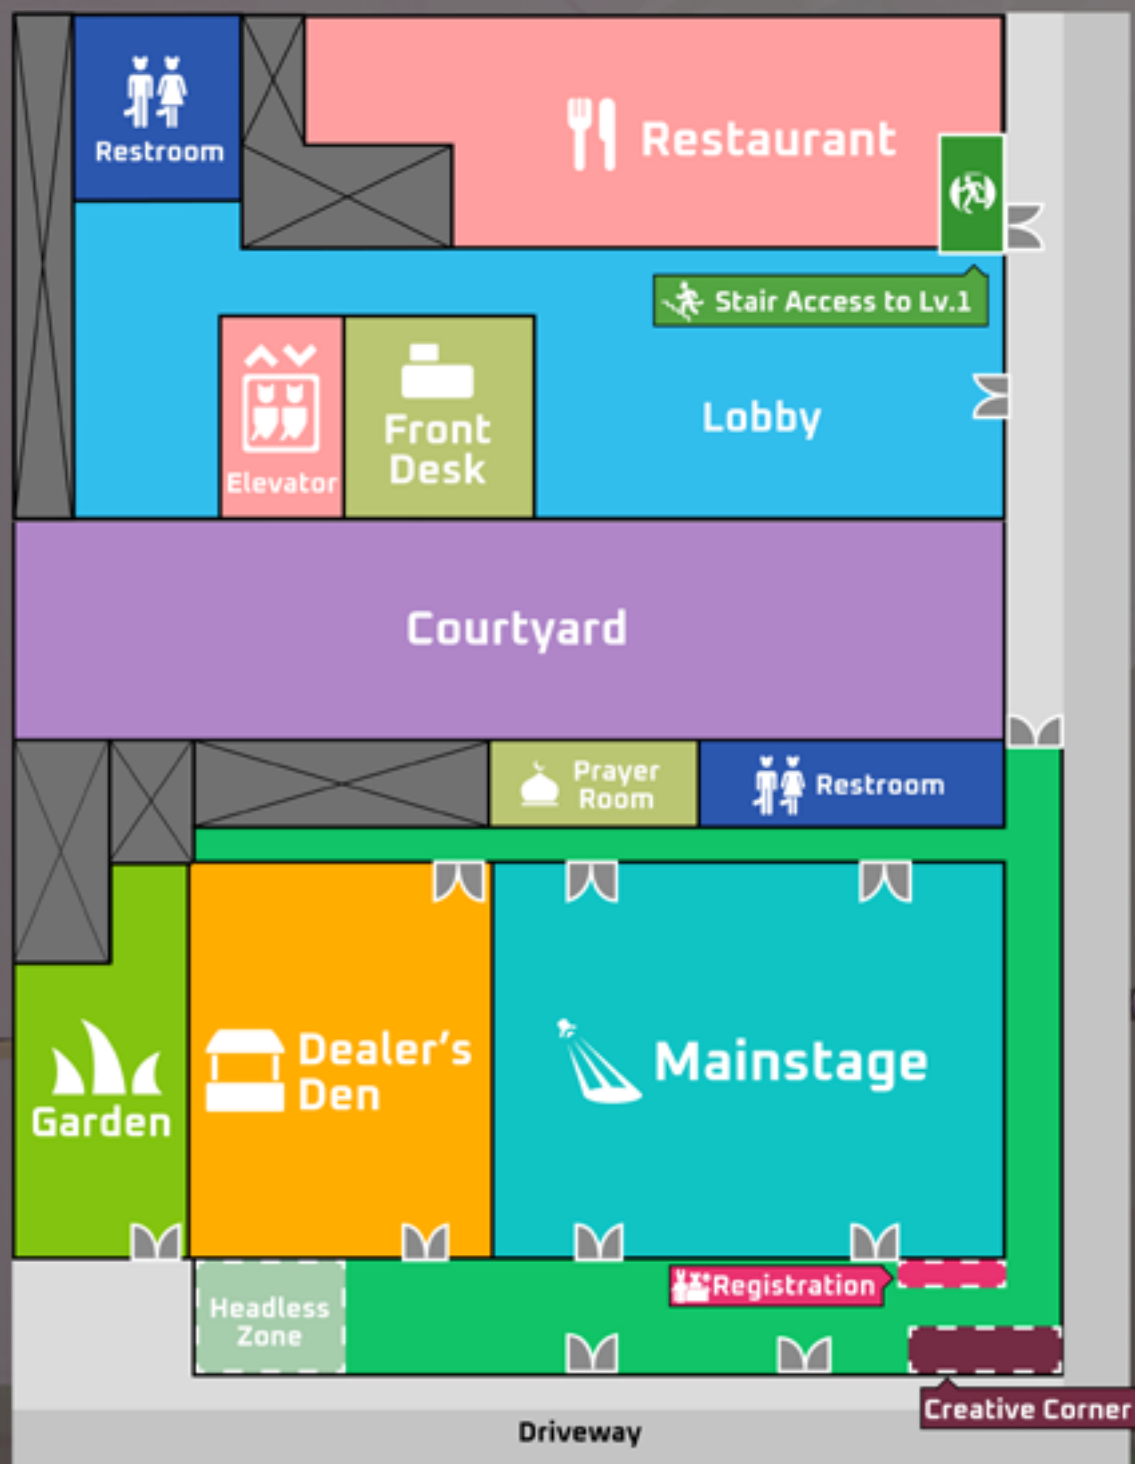 Restroom
Restaurant
Stair Access to Lv.1
Lobby
Front
Desk
Elevator
Courtyard
Prayer
Room
Restroom
Dealer's
Den
Mainstage
Garden
Registration
Headless
Zone
Creative Corner
Driveway